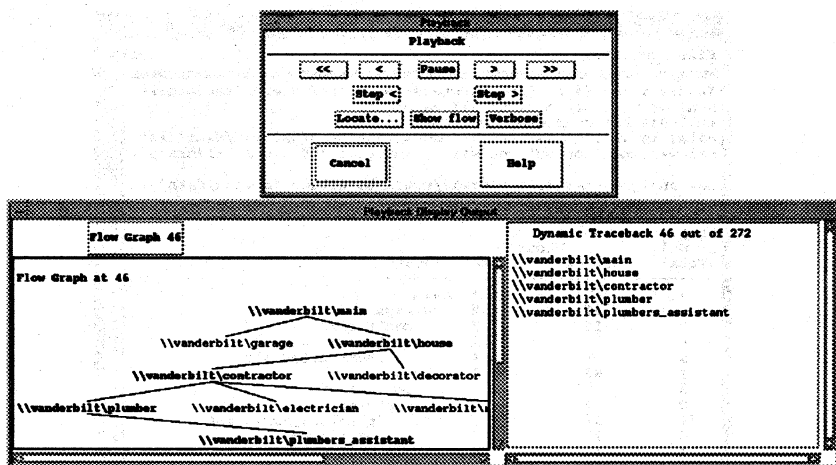 Playback
Playback
<< < Pause > >>
Step < Step >
Locate... Show flow Verbose
Cancel Help
Playback Display Output
Flow Graph 46
Flow Graph at 46
\\vanderbilt\main
\\vanderbilt\garage \\vanderbilt\house
\\vanderbilt\contractor \\vanderbilt\decorator
\\vanderbilt\plumber \\vanderbilt\electrician
\\vanderbilt\plumbers_assistant
Dynamic Traceback 46 out of 272
\\vanderbilt\main
\\vanderbilt\house
\\vanderbilt\contractor
\\vanderbilt\plumber
\\vanderbilt\plumbers_assistant